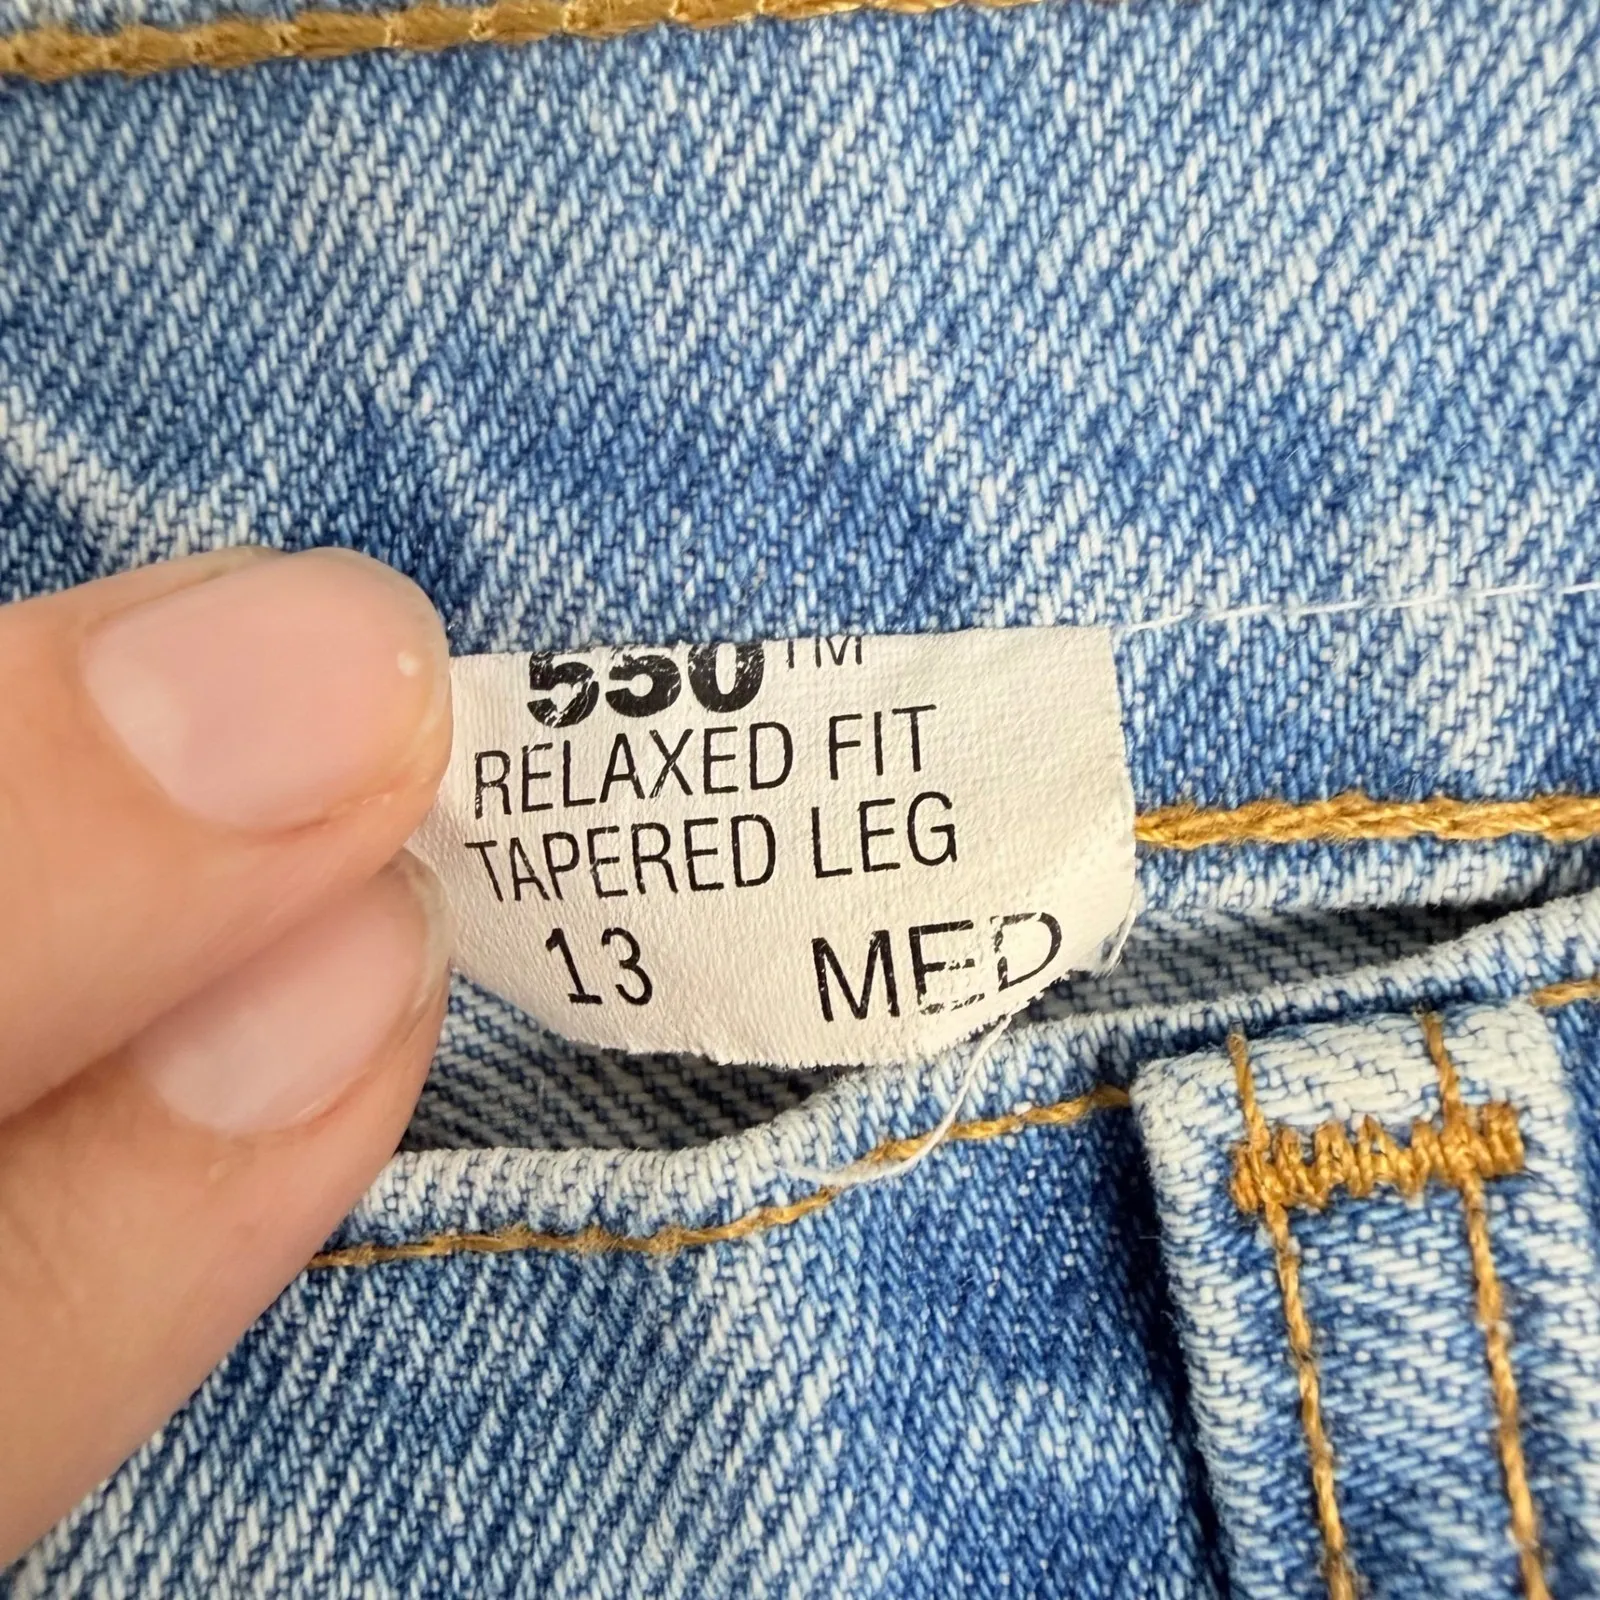 550™
RELAXED FIT
TAPERED LEG
13 MED